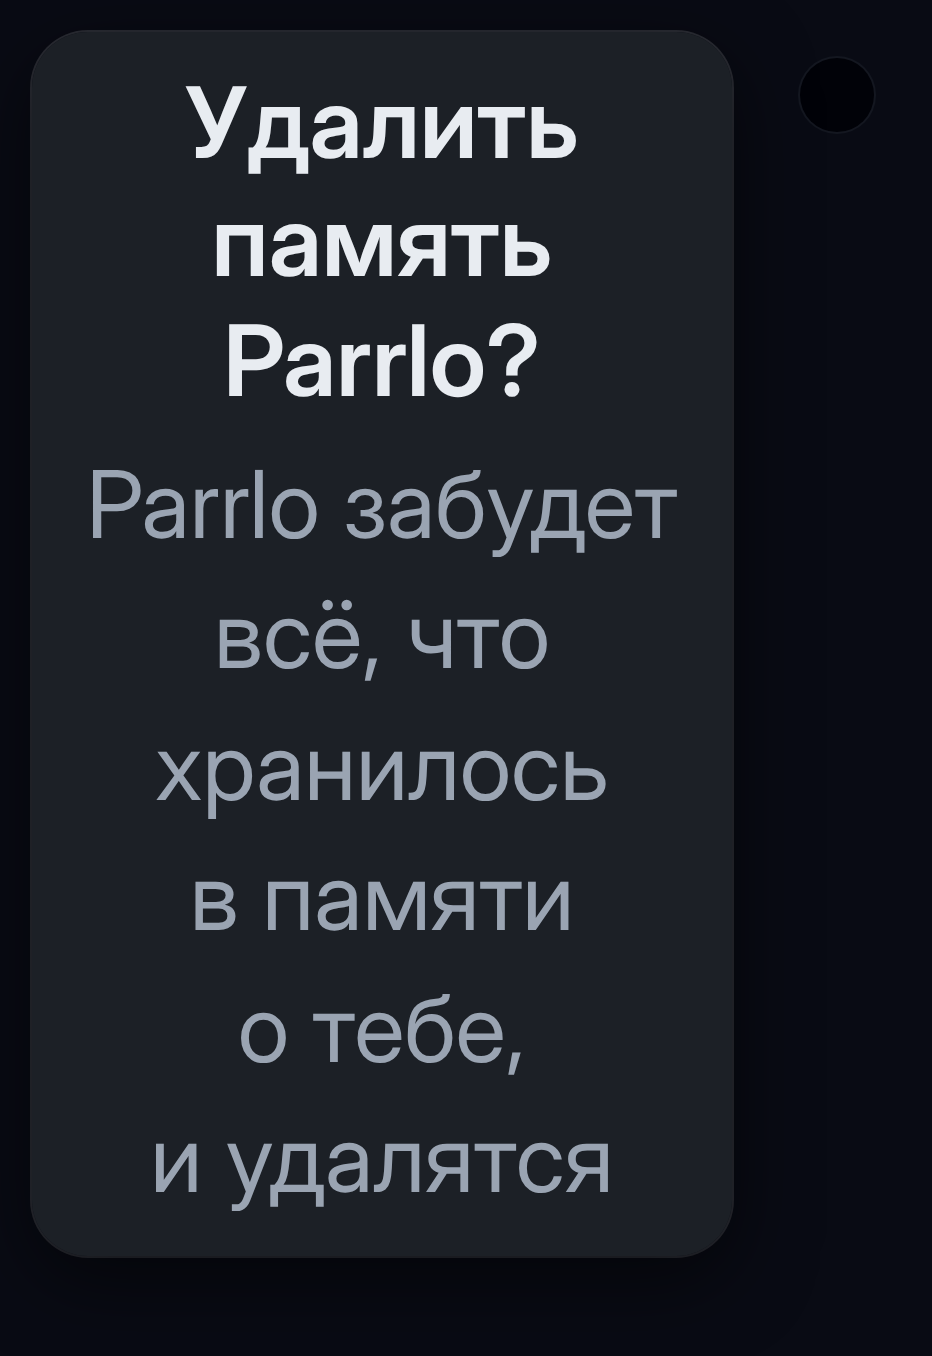 Удалить
память
Parrlo?
Parrlo забудет
всё, что
хранилось
в памяти
о тебе,
и удалятся